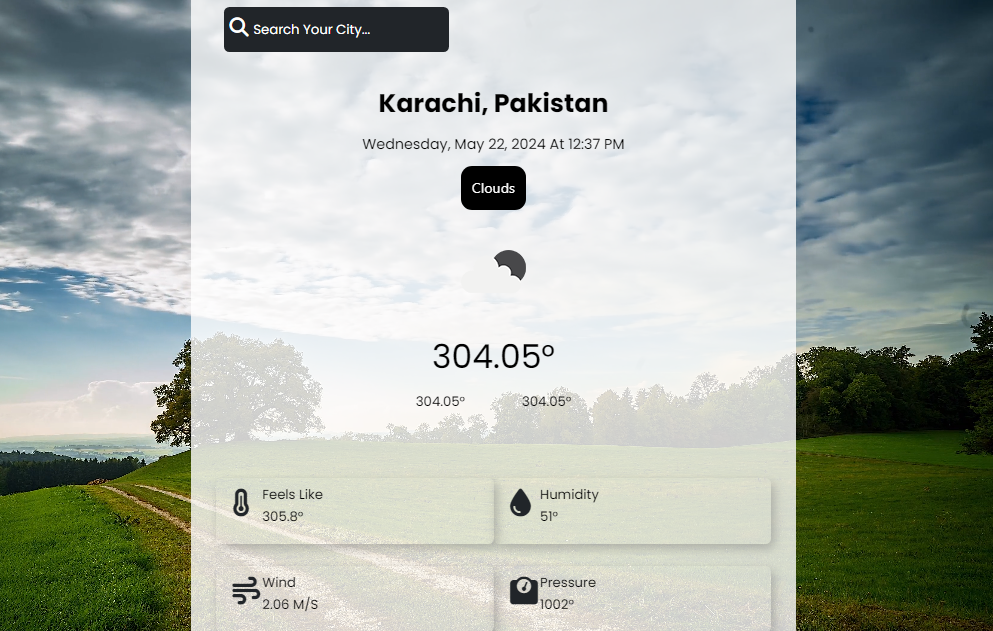 Search Your City...
Karachi, Pakistan
Wednesday, May 22, 2024 At 12:37 PM
Clouds
304.05°
304.05° 304.05°
Feels Like
305.8°
Humidity
51°
Wind
2.06 M/S
Pressure
1002°